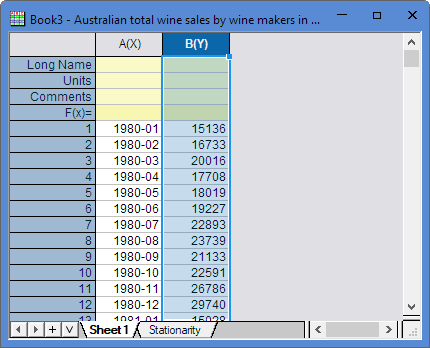 Book3 - Australian total wine sales by wine makers in ...
A(X) B(Y)
Long Name
Units
Comments
F(x)=
1 1980-01 15136
2 1980-02 16733
3 1980-03 20016
4 1980-04 17708
5 1980-05 18019
6 1980-06 19227
7 1980-07 22893
8 1980-08 23739
9 1980-09 21133
10 1980-10 22591
11 1980-11 26786
12 1980-12 29740
13 1981-01 15028
Sheet1 Stationarity